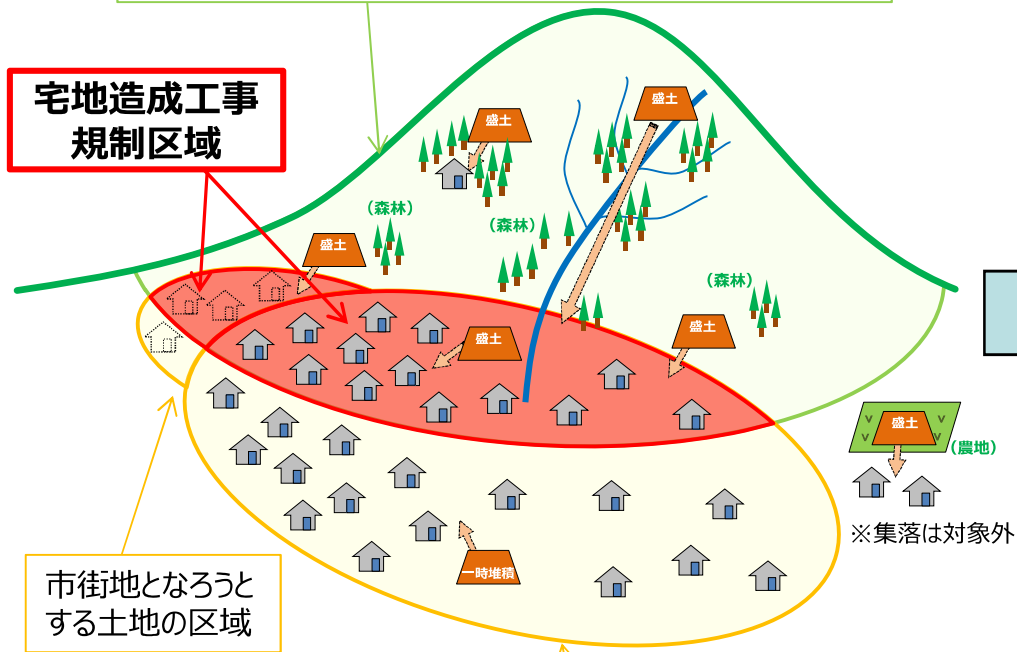 宅地造成工事
規制区域
盛土
盛土
(森林)
(森林)
盛土
(森林)
盛土
盛土
盛土
(農地)
※集落は対象外
一時堆積
市街地となろうと
する土地の区域